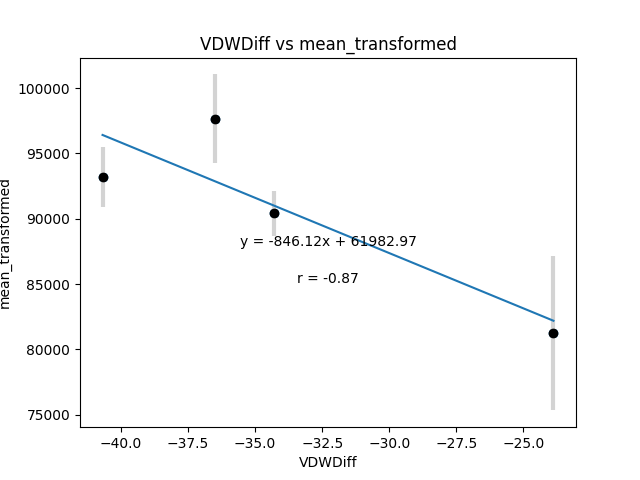 VDWDiff vs mean_transformed
mean_transformed
100000
95000
90000
85000
80000
75000
y = -846.12x + 61982.97
r = -0.87
−40.0 −37.5 −35.0 −32.5 −30.0 −27.5 −25.0
VDWDiff